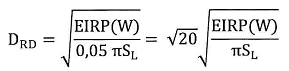 D_RD = √(EIRP(W) / 0,05 πS_L) = √20 √(EIRP(W) / πS_L)